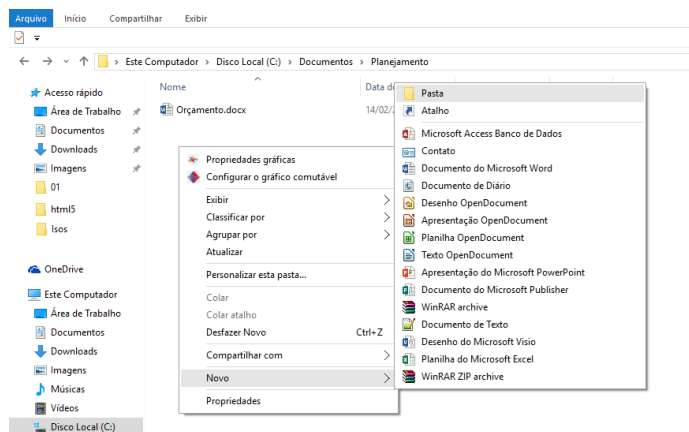 Arquivo Início Compartilhar Exibir
Este Computador > Disco Local (C:) > Documentos > Planejamento
Nome
Data d
Orçamento.docx
14/02/
Acesso rápido
Área de Trabalho
Documentos
Downloads
Imagens
01
html5
Isos
OneDrive
Este Computador
Área de Trabalho
Documentos
Downloads
Imagens
Músicas
Vídeos
Disco Local (C:)
Propriedades gráficas
Configurar o gráfico comutável
Exibir
Classificar por
Agrupar por
Atualizar
Personalizar esta pasta...
Colar
Colar atalho
Desfazer Novo Ctrl+Z
Compartilhar com
Novo
Propriedades
Pasta
Atalho
Microsoft Access Banco de Dados
Contato
Documento do Microsoft Word
Documento de Diário
Desenho OpenDocument
Apresentação OpenDocument
Planilha OpenDocument
Texto OpenDocument
Apresentação do Microsoft PowerPoint
Documento do Microsoft Publisher
WinRAR archive
Documento de Texto
Desenho do Microsoft Visio
Planilha do Microsoft Excel
WinRAR ZIP archive